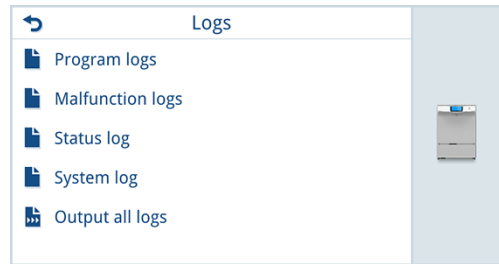 Logs
Program logs
Malfunction logs
Status log
System log
Output all logs